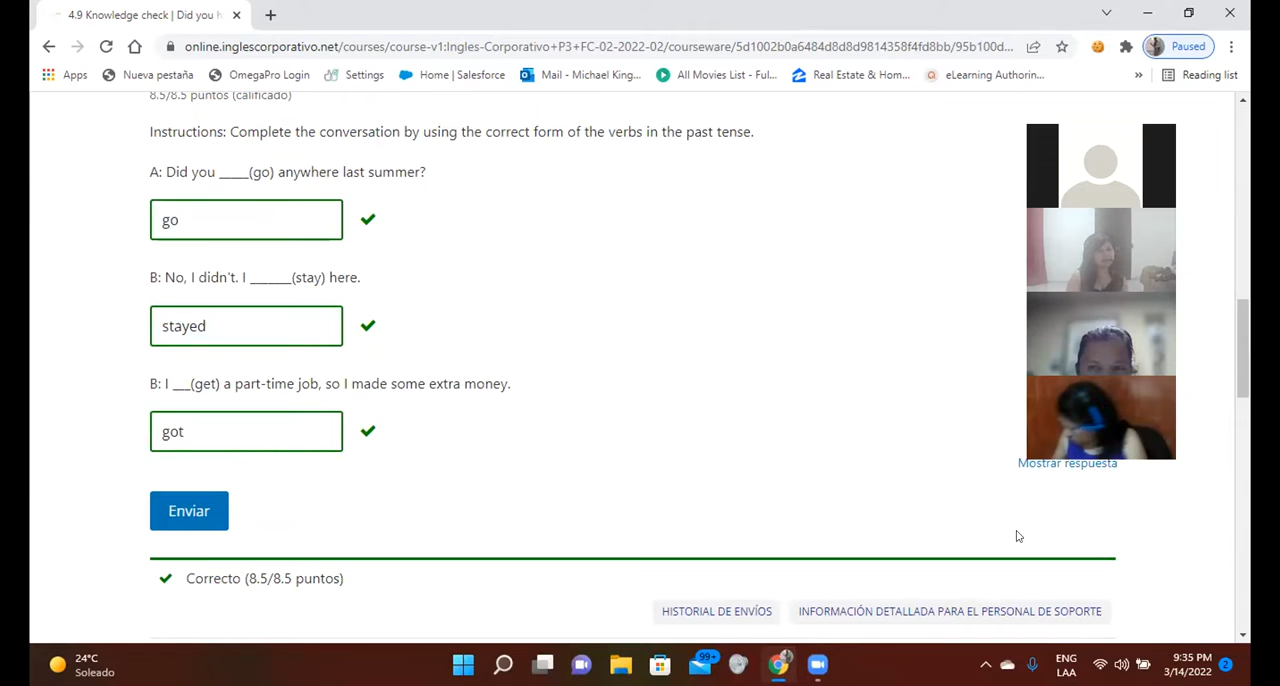 4.9 Knowledge check | Did you h
online.inglescorporativo.net/courses/course-v1:Ingles-Corporativo+P3+FC-02-2022-02/courseware/5d1002b0a6484d8d8d9814358f4fd8bb/95b100d...
Paused
Apps
Nueva pestaña
OmegaPro Login
Settings
Home | Salesforce
Mail - Michael King...
All Movies List - Ful...
Real Estate & Hom...
eLearning Authorin...
»
Reading list
8.5/8.5 puntos (calificado)
Instructions: Complete the conversation by using the correct form of the verbs in the past tense.
A: Did you _____(go) anywhere last summer?
go
B: No, I didn't. I _______(stay) here.
stayed
B: I ___(get) a part-time job, so I made some extra money.
got
Mostrar respuesta
Enviar
Correcto (8.5/8.5 puntos)
HISTORIAL DE ENVÍOS
INFORMACIÓN DETALLADA PARA EL PERSONAL DE SOPORTE
24°C
Soleado
99+
ENG
LAA
9:35 PM
3/14/2022
2